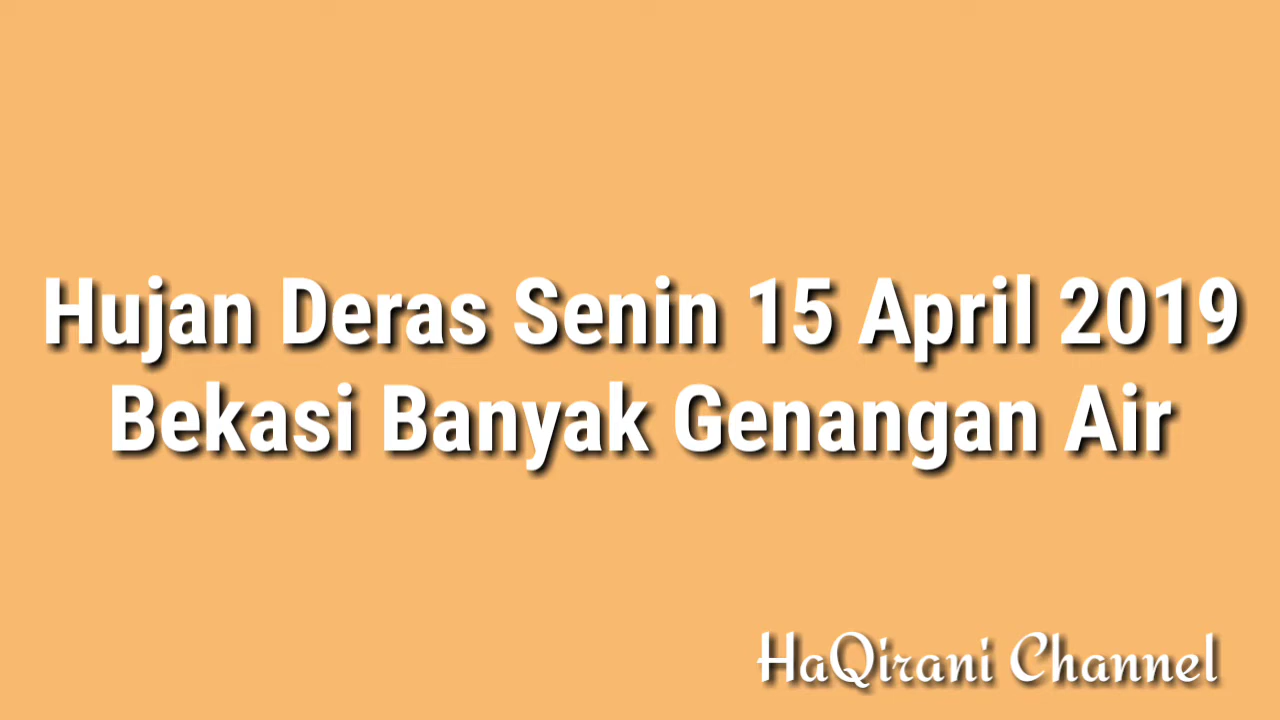 Hujan Deras Senin 15 April 2019
Bekasi Banyak Genangan Air
HaQirani Channel